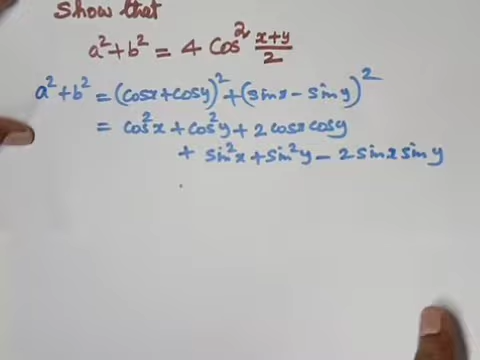 Show that
a² + b² = 4 Cos² (x+y)/2
a² + b² = (cosx + cosy)² + (sinx - siny)²
= cos²x + cos²y + 2 cosx cosy
+ sin²x + sin²y - 2 sinx sin y